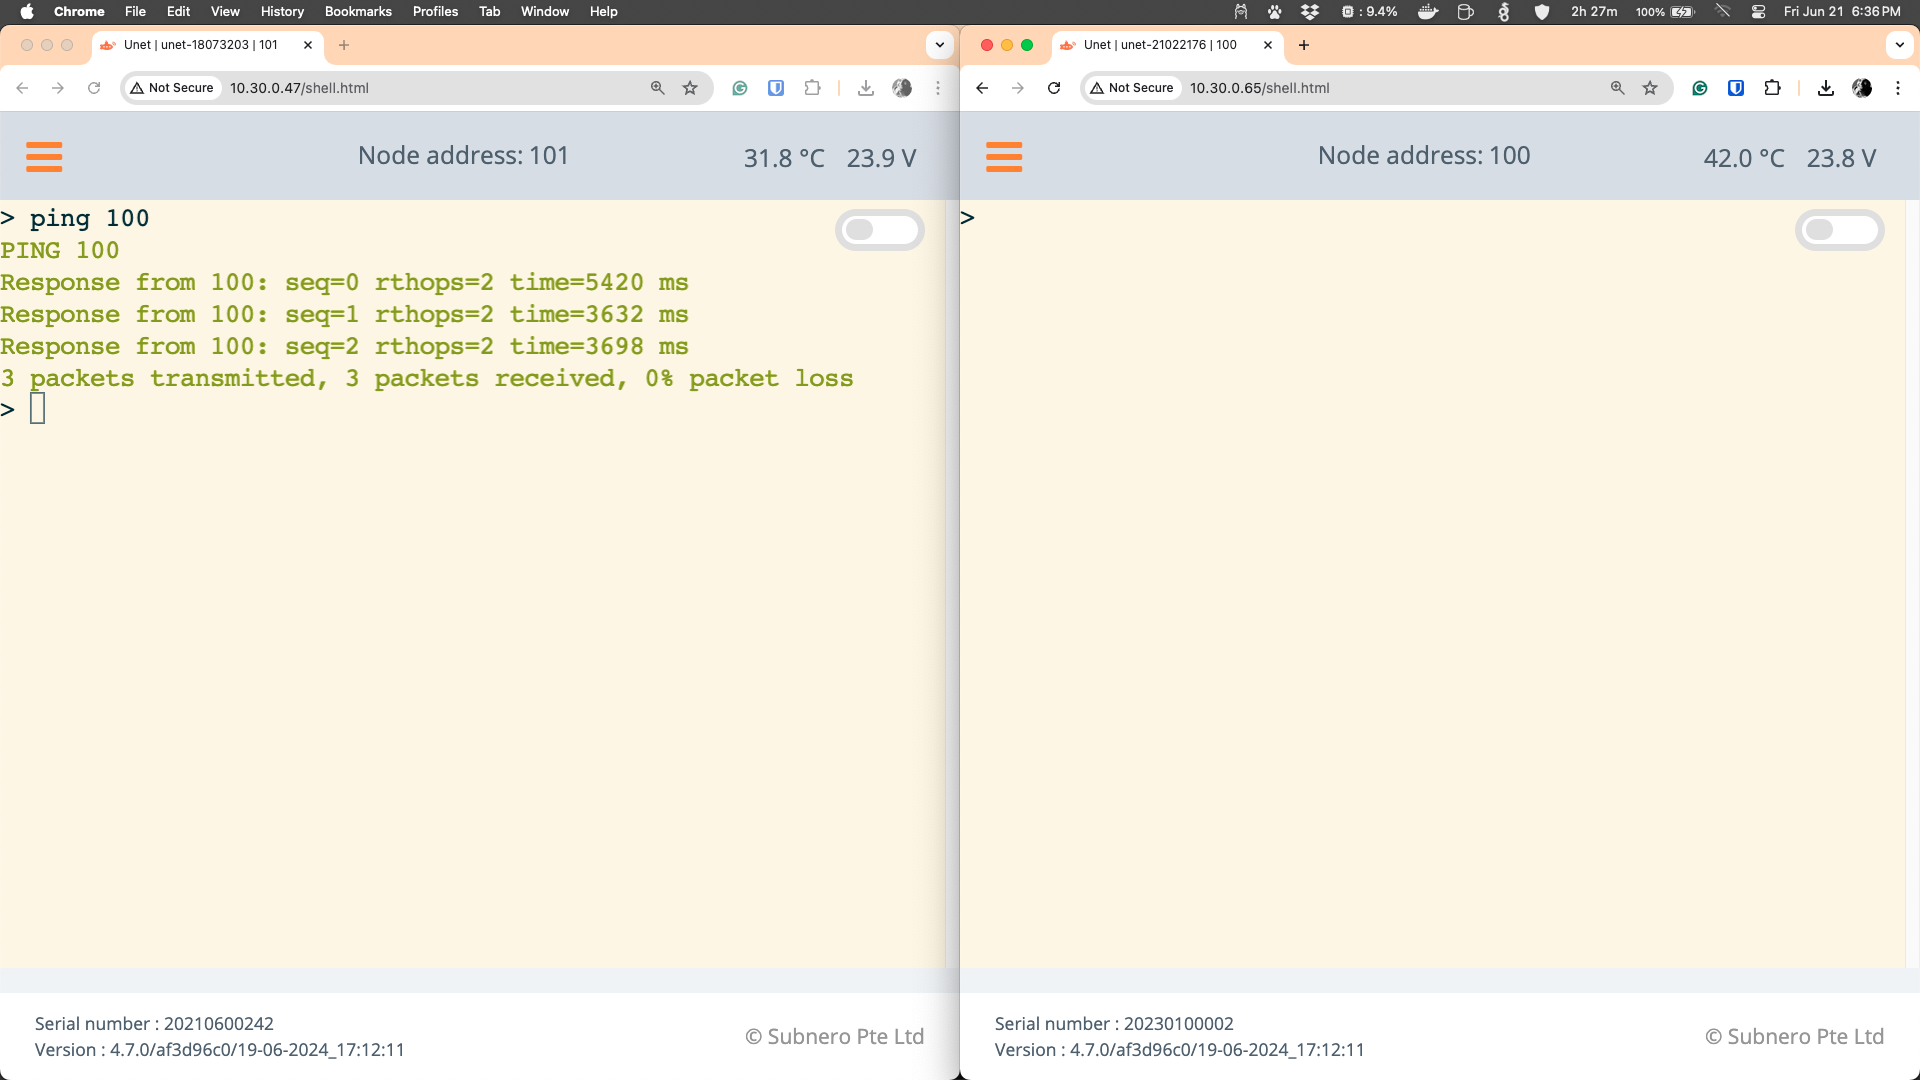 Chrome File Edit View History Bookmarks Profiles Tab Window Help : 9.4% 2h 27m 100% Fri Jun 21 6:36 PM
Unet | unet-18073203 | 101
Not Secure 10.30.0.47/shell.html
Node address: 101 31.8 °C 23.9 V
> ping 100
PING 100
Response from 100: seq=0 rthops=2 time=5420 ms
Response from 100: seq=1 rthops=2 time=3632 ms
Response from 100: seq=2 rthops=2 time=3698 ms
3 packets transmitted, 3 packets received, 0% packet loss
>
Serial number : 20210600242
Version : 4.7.0/af3d96c0/19-06-2024_17:12:11
© Subnero Pte Ltd
Unet | unet-21022176 | 100
Not Secure 10.30.0.65/shell.html
Node address: 100 42.0 °C 23.8 V
>
Serial number : 20230100002
Version : 4.7.0/af3d96c0/19-06-2024_17:12:11
© Subnero Pte Ltd